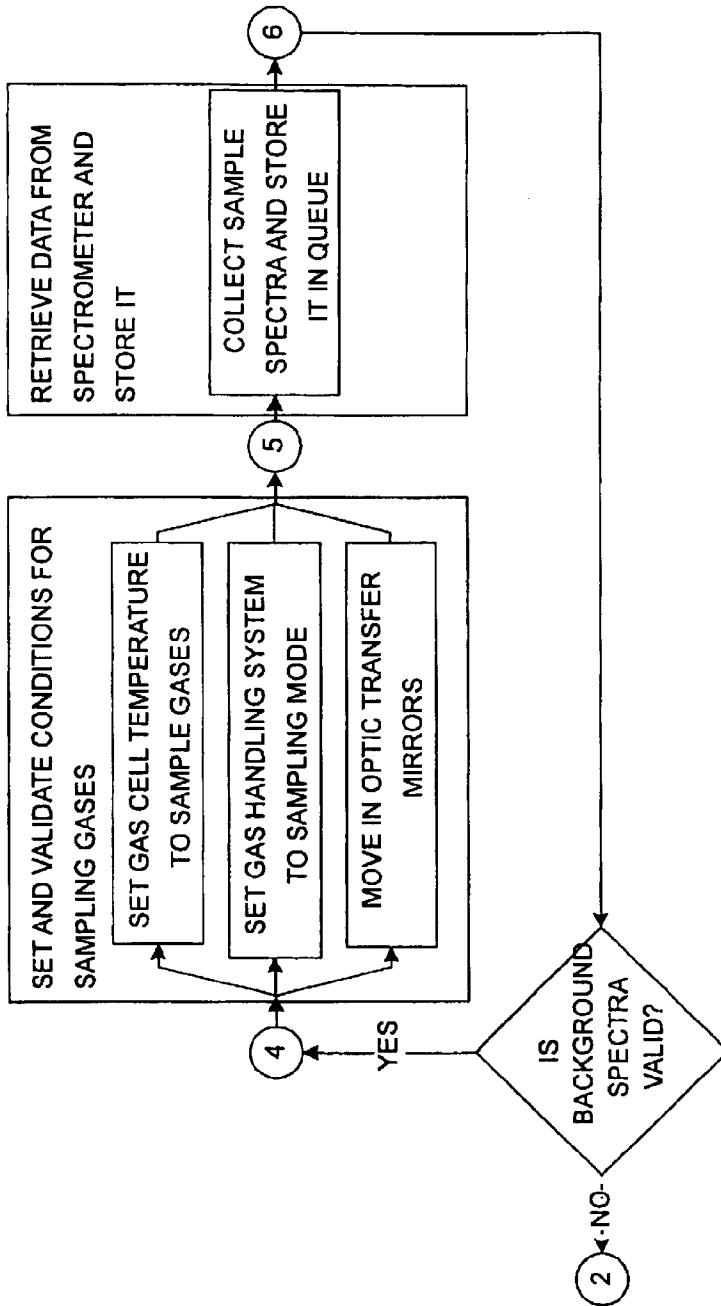 SET AND VALIDATE CONDITIONS FOR
SAMPLING GASES
SET GAS CELL TEMPERATURE
TO SAMPLE GASES
SET GAS HANDLING SYSTEM
TO SAMPLING MODE
MOVE IN OPTIC TRANSFER
MIRRORS
4
5
RETRIEVE DATA FROM
SPECTROMETER AND
STORE IT
COLLECT SAMPLE
SPECTRA AND STORE
IT IN QUEUE
6
YES
IS
BACKGROUND
SPECTRA
VALID?
NO
2